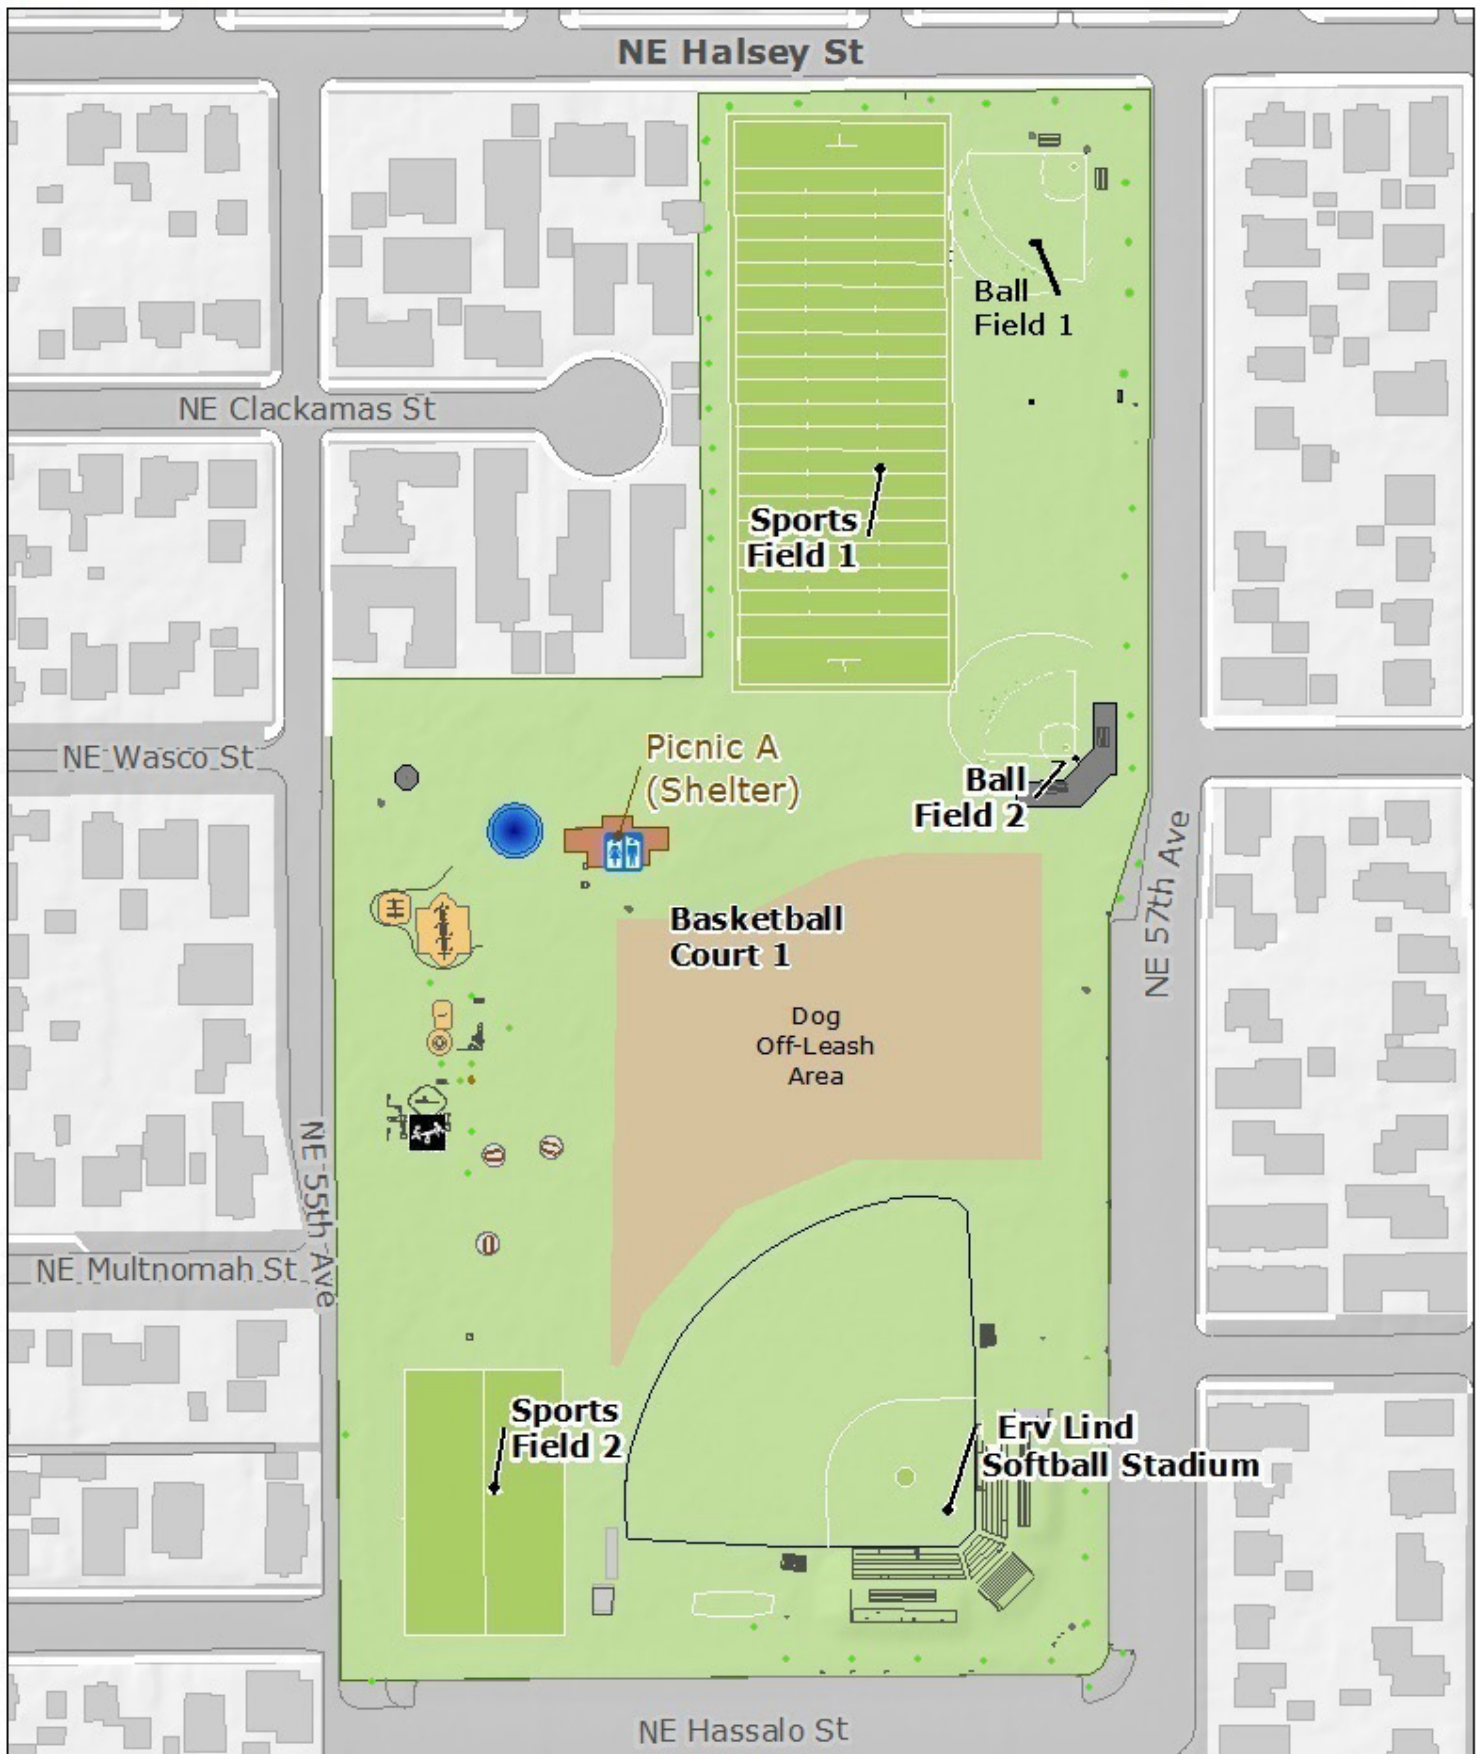 NE Halsey St
Ball
Field 1
NE Clackamas St
Sports
Field 1
NE Wasco St
Picnic A
(Shelter)
Ball
Field 2
NE 57th Ave
Basketball
Court 1
Dog
Off-Leash
Area
NE 55th Ave
NE Multnomah St
Sports
Field 2
Erv Lind
Softball Stadium
NE Hassalo St